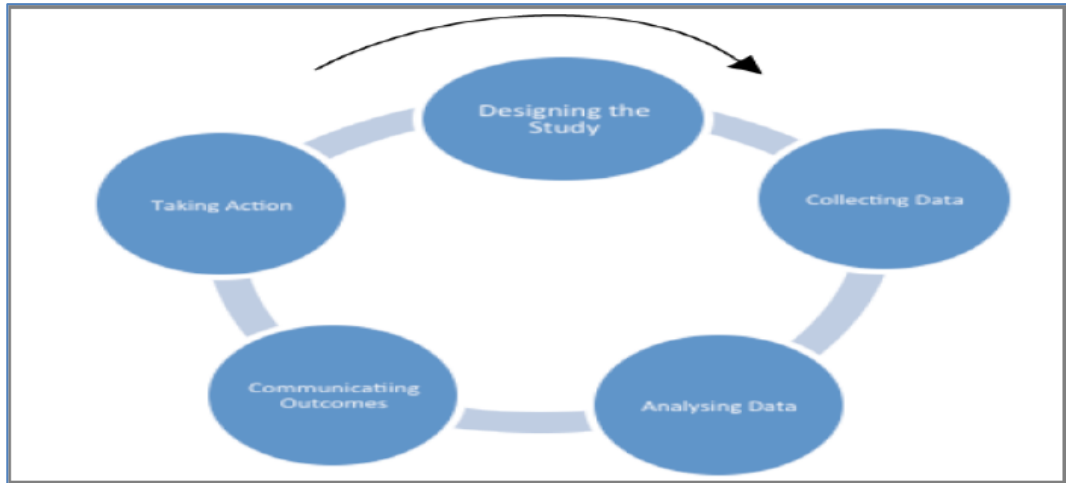 Designing the
Study
Collecting Data
Analysing Data
Communicatiing
Outcomes
Taking Action